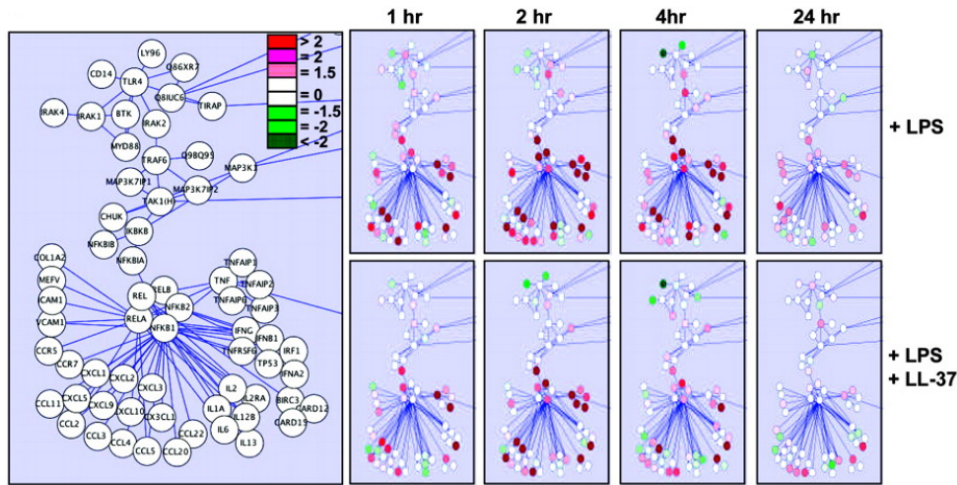 1 hr
2 hr
4hr
24 hr
LY96
CD14
Q86XR7
TLR4
Q8IUC6
TIRAP
IRAK4
IRAK1
BTK
IRAK2
MYD88
TRAF6
Q9BQ95
MAP3K1
MAP3K7IP1
MAP3K7IP2
TAK1(H)
CHUK
IKBKB
NFKBIB
NFKBIA
> 2
= 2
= 1.5
= 0
= -1.5
= -2
< -2
COL1A2
MEFV
ICAM1
VCAM1
CCR5
CCR7
CXCL1
CXCL2
CXCL3
CCL11
CXCL5
CXCL9
CXCL10
CX3CL1
CCL2
CCL3
CCL4
CCL5
CCL20
CCL22
REL
RELB
RELA
NFKB2
NFKB1
TNF
TNFAIP1
TNFAIP2
TNFAIP6
TNFAIP3
IFNG
IFNB1
TNFRSF6
TP53
IRF1
IFNA2
IL2
IL2RA
IL1A
IL12B
IL6
IL13
BIRC3
CARD12
CARD15
+ LPS
+ LPS
+ LL-37